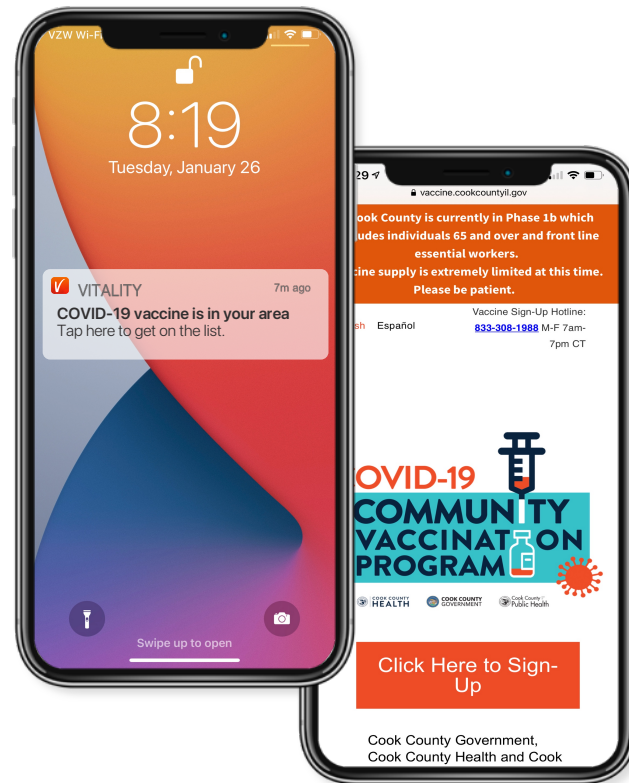 VZW Wi-F
8:19
Tuesday, January 26
VITALITY
7m ago
COVID-19 vaccine is in your area
Tap here to get on the list.
Swipe up to open
:29
vaccine.cookcountyil.gov
ook County is currently in Phase 1b which
udes individuals 65 and over and front line
essential workers.
cine supply is extremely limited at this time.
Please be patient.
sh Español
Vaccine Sign-Up Hotline:
833-308-1988 M-F 7am-
7pm CT
OVID-19
COMMUNITY
VACCINATION
PROGRAM
COOK COUNTY
HEALTH
COOK COUNTY
GOVERNMENT
Cook County
Public Health
Click Here to Sign-
Up
Cook County Government,
Cook County Health and Cook